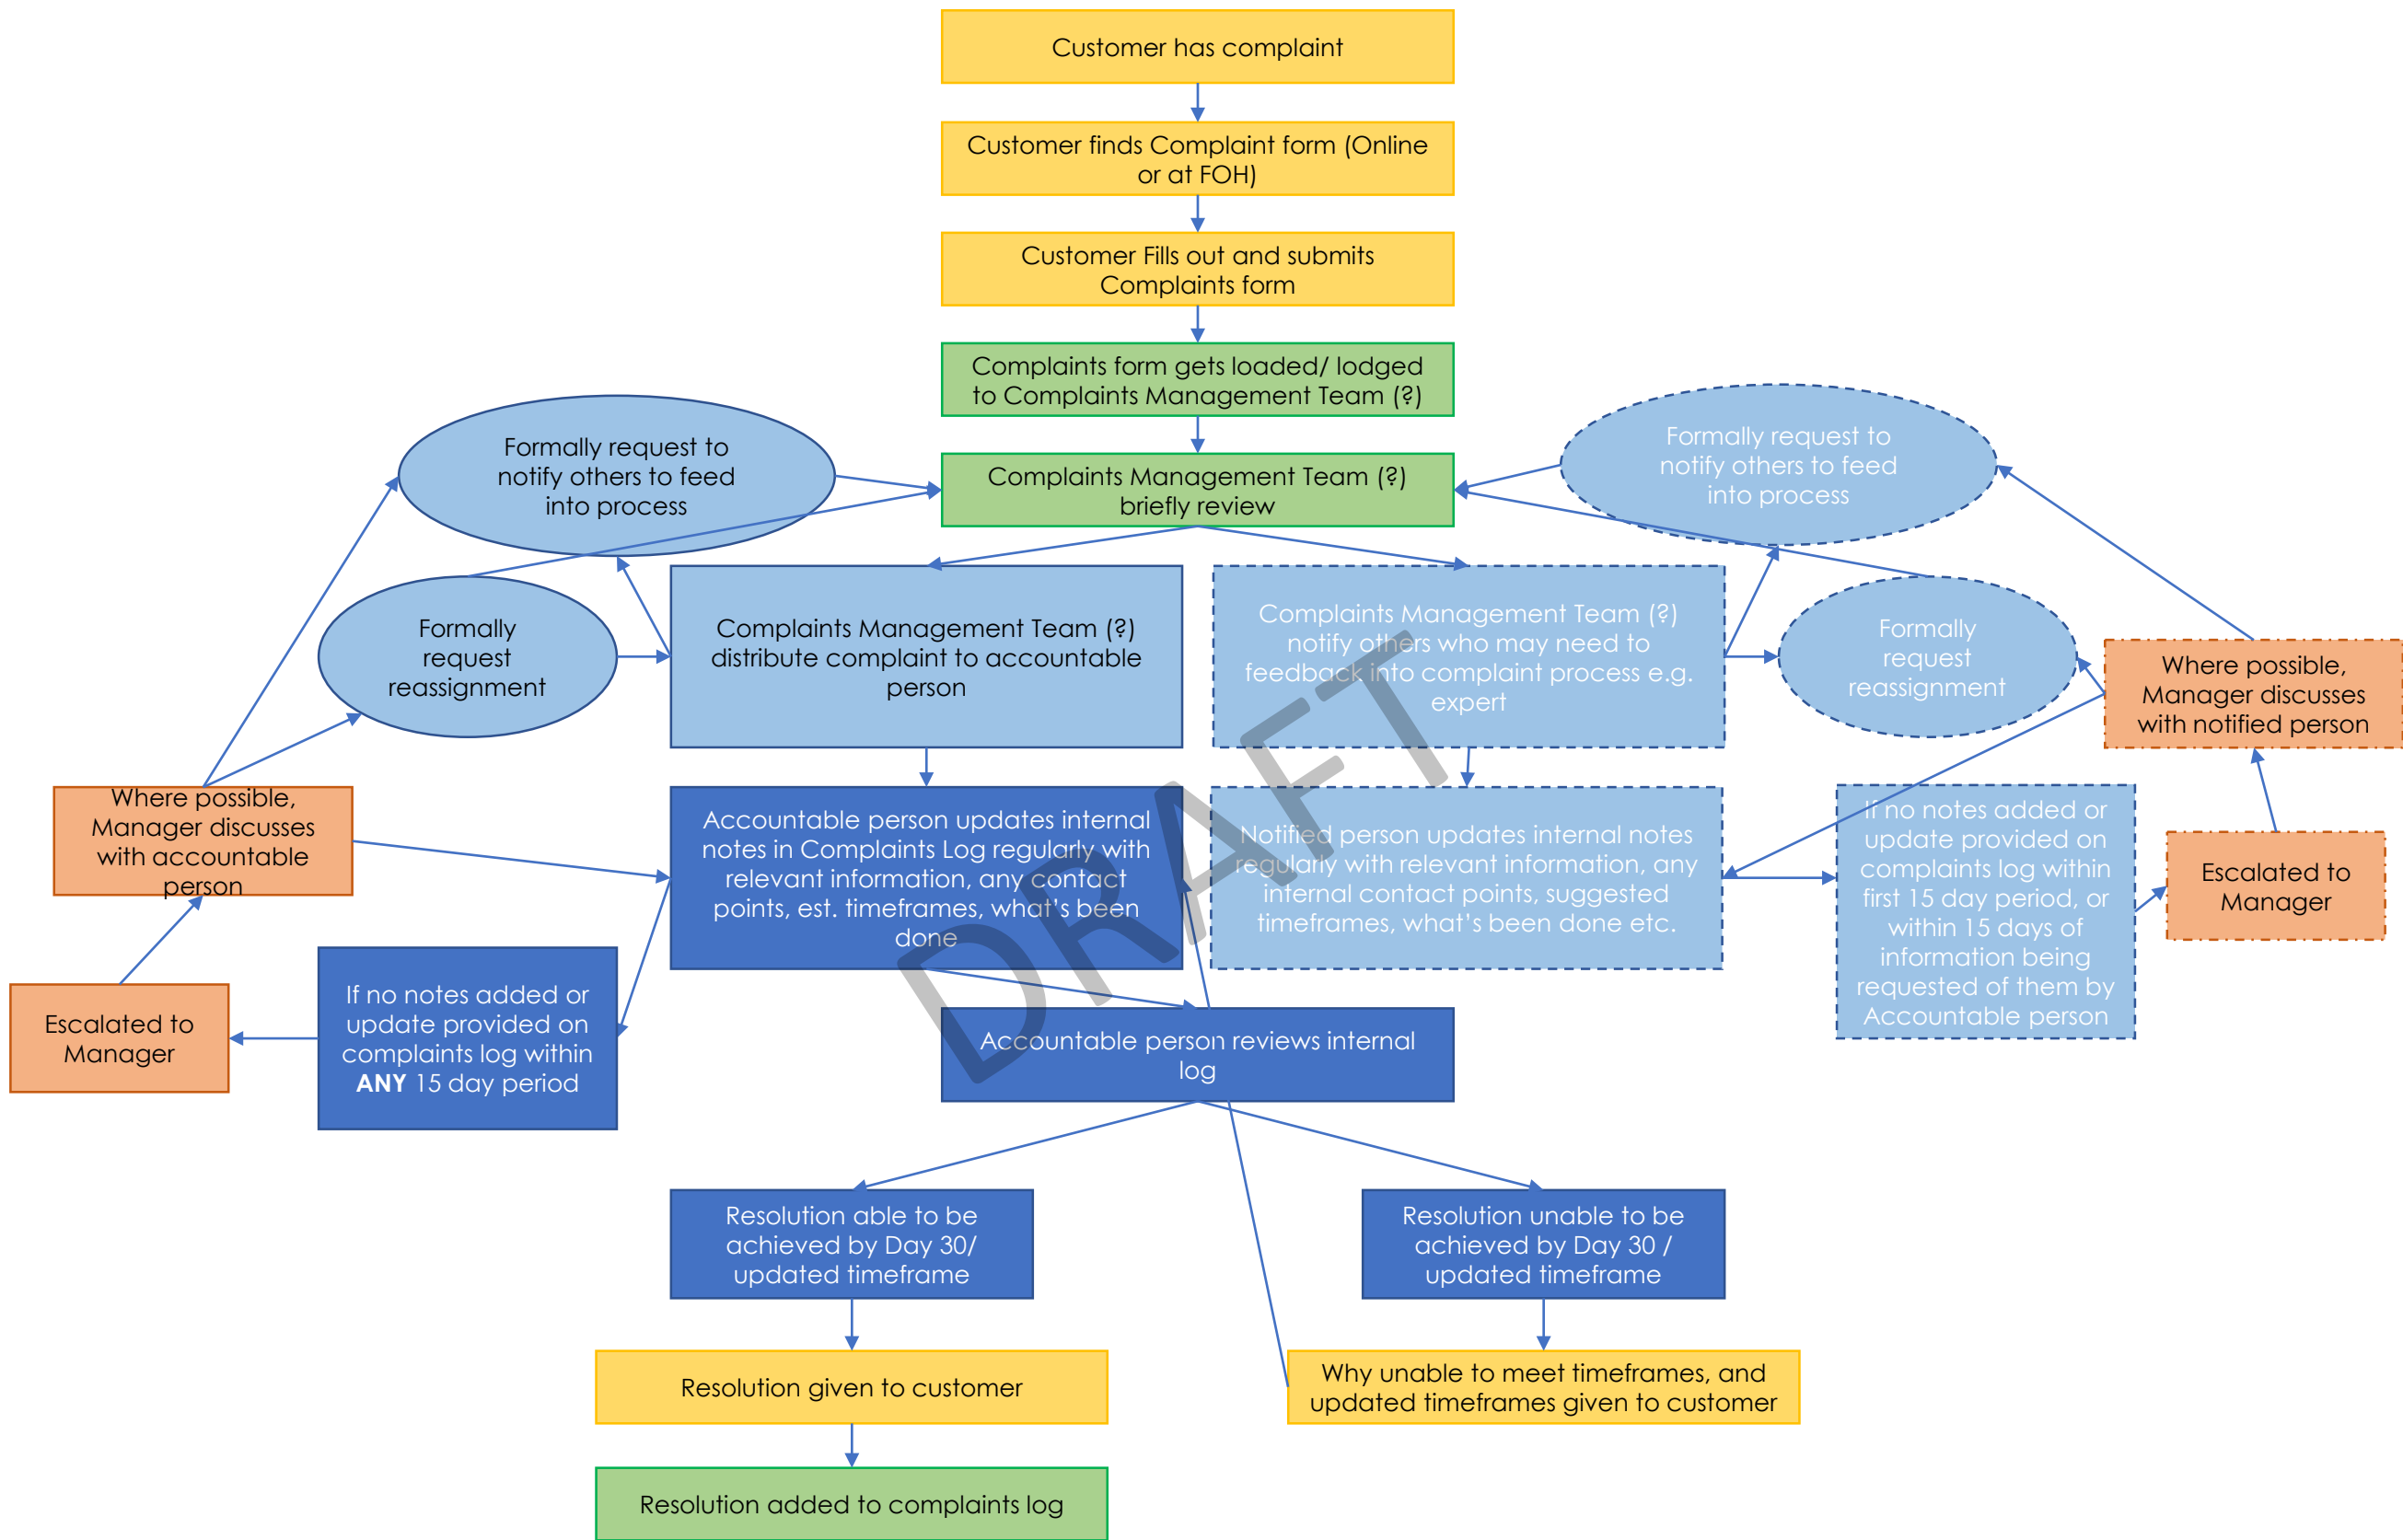 Customer has complaint
Customer finds Complaint form (Online
or at FOH)
Customer Fills out and submits
Complaints form
Complaints form gets loaded/ lodged
to Complaints Management Team (?)
Formally request to
notify others to feed
into process
Complaints Management Team (?)
briefly review
Formally request to
notify others to feed
into process
Formally
request
reassignment
Complaints Management Team (?)
distribute complaint to accountable
person
Complaints Management Team (?)
notify others who may need to
feedback into complaint process e.g.
expert
Formally
request
reassignment
Where possible,
Manager discusses
with notified person
Where possible,
Manager discusses
with accountable
person
Accountable person updates internal
notes in Complaints Log regularly with
relevant information, any contact
points, est. timeframes, what's been
done
Notified person updates internal notes
regularly with relevant information, any
internal contact points, suggested
timeframes, what's been done etc.
If no notes added or
update provided on
complaints log within
first 15 day period, or
within 15 days of
information being
requested of them by
Accountable person
Escalated to
Manager
Escalated to
Manager
If no notes added or
update provided on
complaints log within
ANY 15 day period
Accountable person reviews internal
log
DRAFT
Resolution able to be
achieved by Day 30/
updated timeframe
Resolution unable to be
achieved by Day 30 /
updated timeframe
Resolution given to customer
Why unable to meet timeframes, and
updated timeframes given to customer
Resolution added to complaints log